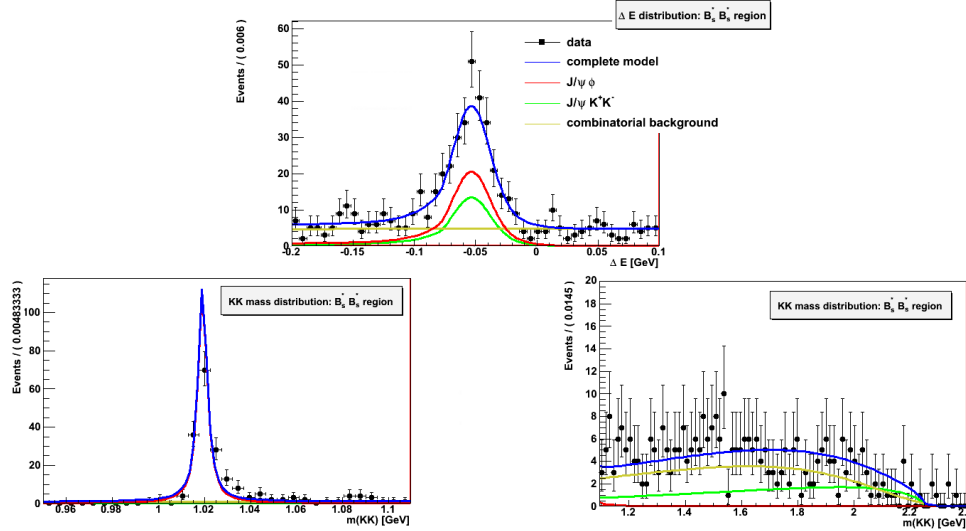 Δ E distribution: B*s B*s region
Events / ( 0.006 )
60
50
40
30
20
10
0
data
complete model
J/ψ ϕ
J/ψ K+K-
combinatorial background
-0.2 -0.15 -0.1 -0.05 0 0.05 0.1
Δ E [GeV]
Events / ( 0.00483333 )
100
80
60
40
20
0
KK mass distribution: B*s B*s region
0.96 0.98 1 1.02 1.04 1.06 1.08 1.10
m(KK) [GeV]
Events / ( 0.0145 )
20
18
16
14
12
10
8
6
4
2
0
KK mass distribution: B*s B*s region
1.2 1.4 1.6 1.8 2 2.2
m(KK) [GeV]